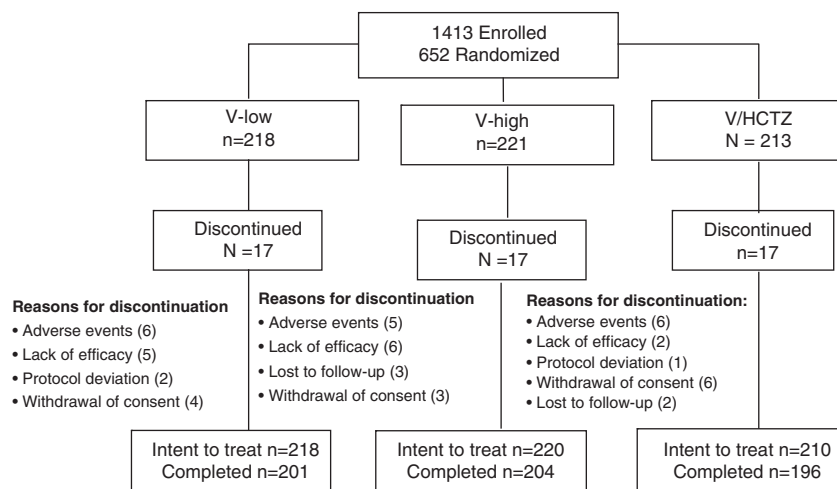 1413 Enrolled
652 Randomized
V-low
n=218
V-high
n=221
V/HCTZ
N = 213
Discontinued
N =17
Discontinued
N =17
Discontinued
n=17
Reasons for discontinuation
• Adverse events (6)
• Lack of efficacy (5)
• Protocol deviation (2)
• Withdrawal of consent (4)
Reasons for discontinuation
• Adverse events (5)
• Lack of efficacy (6)
• Lost to follow-up (3)
• Withdrawal of consent (3)
Reasons for discontinuation:
• Adverse events (6)
• Lack of efficacy (2)
• Protocol deviation (1)
• Withdrawal of consent (6)
• Lost to follow-up (2)
Intent to treat n=218
Completed n=201
Intent to treat n=220
Completed n=204
Intent to treat n=210
Completed n=196